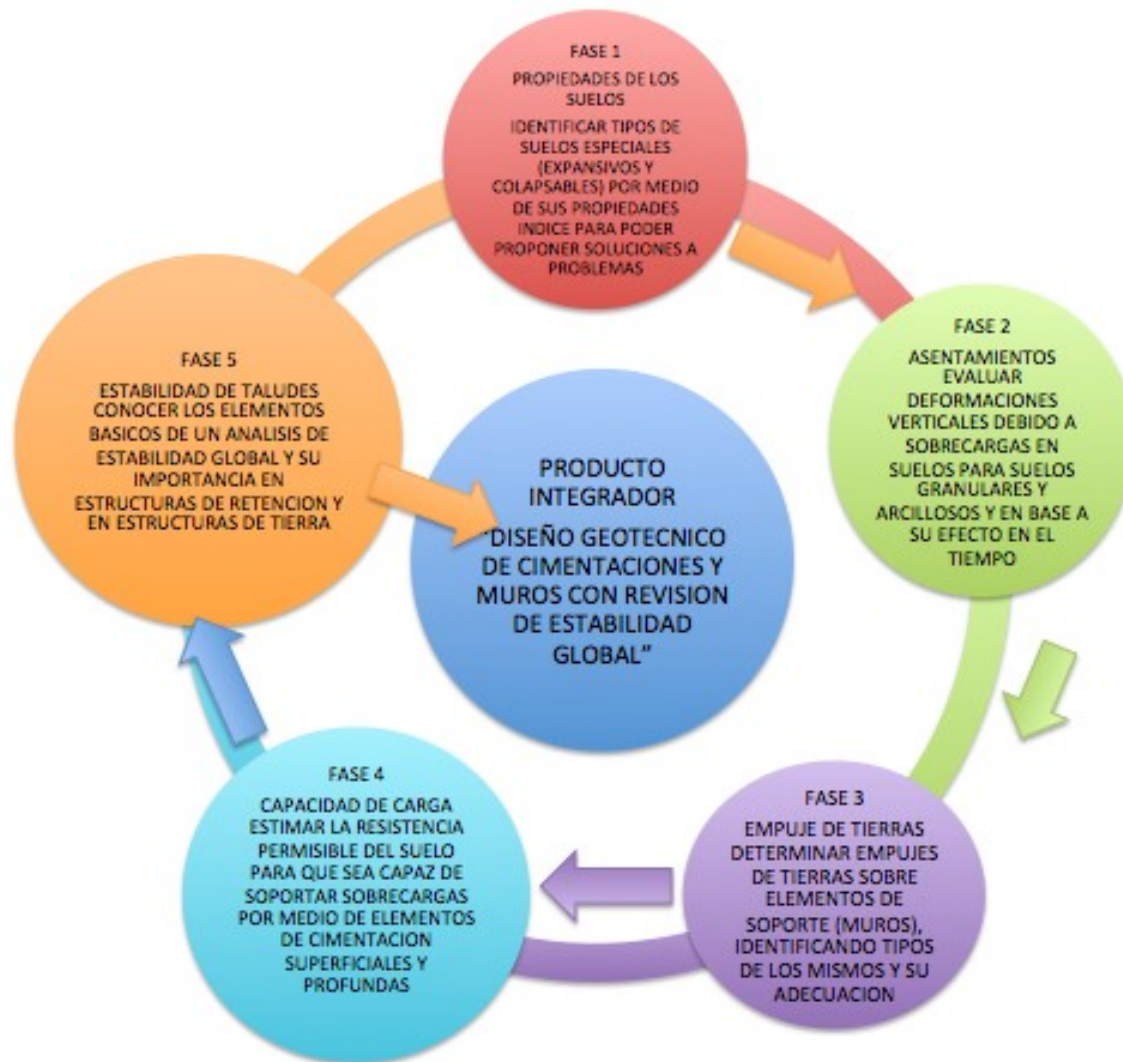 FASE 1
PROPIEDADES DE LOS
SUELOS
IDENTIFICAR TIPOS DE
SUELOS ESPECIALES
(EXPANSIVOS Y
COLAPSABLES) POR MEDIO
DE SUS PROPIEDADES
INDICE PARA PODER
PROPONER SOLUCIONES A
PROBLEMAS
FASE 2
ASENTAMIENTOS
EVALUAR
DEFORMACIONES
VERTICALES DEBIDO A
SOBRECARGAS EN
SUELOS PARA SUELOS
GRANULARES Y
ARCILLOSOS Y EN BASE A
SU EFECTO EN EL
TIEMPO
FASE 3
EMPUJE DE TIERRAS
DETERMINAR EMPUJES
DE TIERRAS SOBRE
ELEMENTOS DE
SOPORTE (MUROS),
IDENTIFICANDO TIPOS
DE LOS MISMOS Y SU
ADECUACION
FASE 4
CAPACIDAD DE CARGA
ESTIMAR LA RESISTENCIA
PERMISIBLE DEL SUELO
PARA QUE SEA CAPAZ DE
SOPORTAR SOBRECARGAS
POR MEDIO DE ELEMENTOS
DE CIMENTACION
SUPERFICIALES Y
PROFUNDAS
FASE 5
ESTABILIDAD DE TALUDES
CONOCER LOS ELEMENTOS
BASICOS DE UN ANALISIS DE
ESTABILIDAD GLOBAL Y SU
IMPORTANCIA EN
ESTRUCTURAS DE RETENCION Y
EN ESTRUCTURAS DE TIERRA
PRODUCTO
INTEGRADOR
"DISEÑO GEOTECNICO
DE CIMENTACIONES Y
MUROS CON REVISION
DE ESTABILIDAD
GLOBAL"